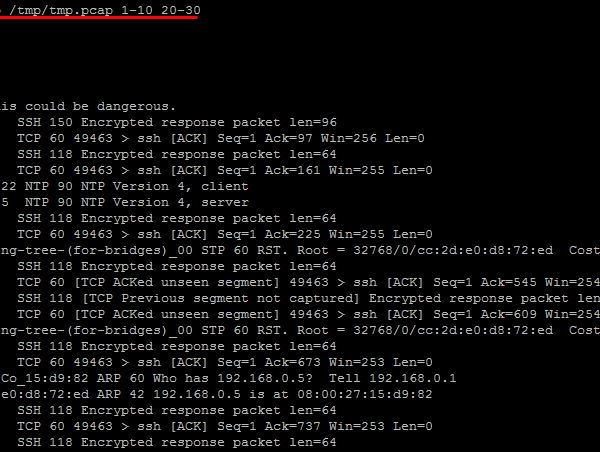 /tmp/tmp.pcap 1-10 20-30
is could be dangerous.
SSH 150 Encrypted response packet len=96
TCP 60 49463 > ssh [ACK] Seq=1 Ack=97 Win=256 Len=0
SSH 118 Encrypted response packet len=64
TCP 60 49463 > ssh [ACK] Seq=1 Ack=161 Win=255 Len=0
22 NTP 90 NTP Version 4, client
5 NTP 90 NTP Version 4, server
SSH 118 Encrypted response packet len=64
TCP 60 49463 > ssh [ACK] Seq=1 Ack=225 Win=255 Len=0
ng-tree-(for-bridges)_00 STP 60 RST. Root = 32768/0/cc:2d:e0:d8:72:ed Cost
SSH 118 Encrypted response packet len=64
TCP 60 [TCP ACKed unseen segment] 49463 > ssh [ACK] Seq=1 Ack=545 Win=254
SSH 118 [TCP Previous segment not captured] Encrypted response packet len
TCP 60 [TCP ACKed unseen segment] 49463 > ssh [ACK] Seq=1 Ack=609 Win=254
ng-tree-(for-bridges)_00 STP 60 RST. Root = 32768/0/cc:2d:e0:d8:72:ed Cost
SSH 118 Encrypted response packet len=64
TCP 60 49463 > ssh [ACK] Seq=1 Ack=673 Win=253 Len=0
Co_15:d9:82 ARP 60 Who has 192.168.0.5? Tell 192.168.0.1
e0:d8:72:ed ARP 42 192.168.0.5 is at 08:00:27:15:d9:82
SSH 118 Encrypted response packet len=64
TCP 60 49463 > ssh [ACK] Seq=1 Ack=737 Win=253 Len=0
SSH 118 Encrypted response packet len=64